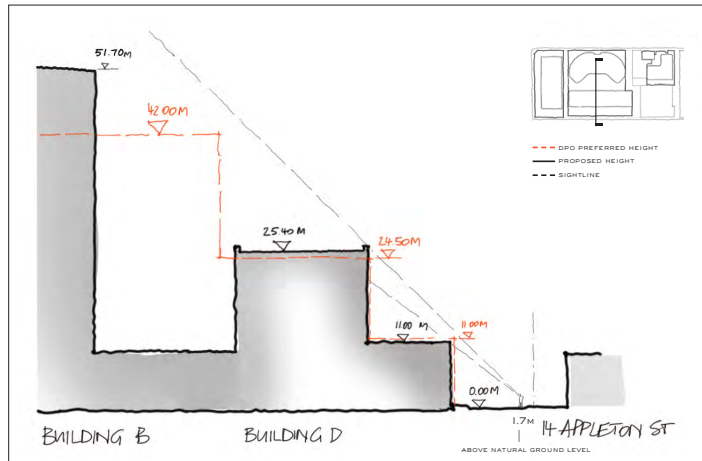 51.70M
42.00M
25.40 M
24.50M
11.00 M
11.00M
0.00M
1.7M
ABOVE NATURAL GROUND LEVEL
BUILDING B
BUILDING D
14 APPLETON ST
DPO PREFERRED HEIGHT
PROPOSED HEIGHT
SIGHTLINE